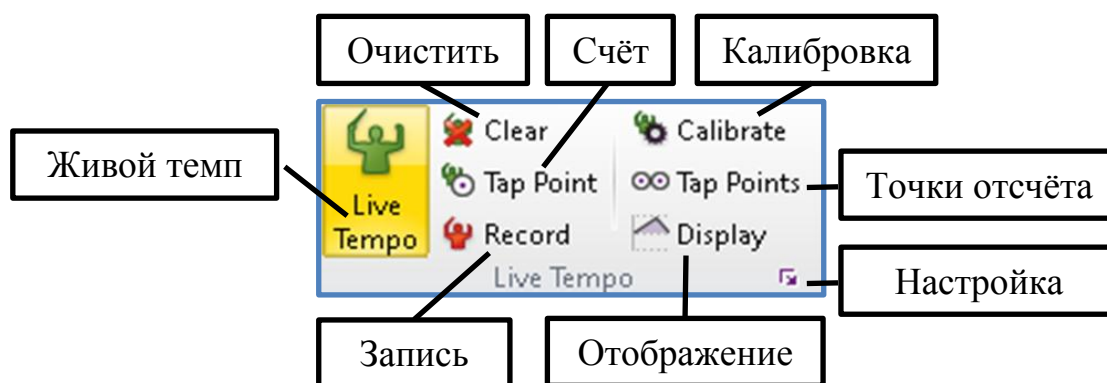 Очистить
Счёт
Калибровка
Живой темп
Live
Tempo
Clear
Tap Point
Record
Calibrate
Tap Points
Display
Live Tempo
Точки отсчёта
Настройка
Запись
Отображение